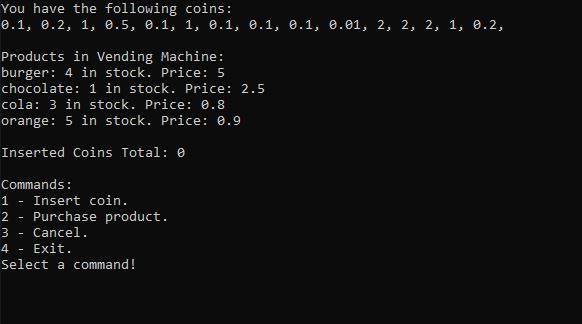 You have the following coins:
0.1, 0.2, 1, 0.5, 0.1, 1, 0.1, 0.1, 0.1, 0.01, 2, 2, 2, 1, 0.2,
Products in Vending Machine:
burger: 4 in stock. Price: 5
chocolate: 1 in stock. Price: 2.5
cola: 3 in stock. Price: 0.8
orange: 5 in stock. Price: 0.9
Inserted Coins Total: 0
Commands:
1 - Insert coin.
2 - Purchase product.
3 - Cancel.
4 - Exit.
Select a command!